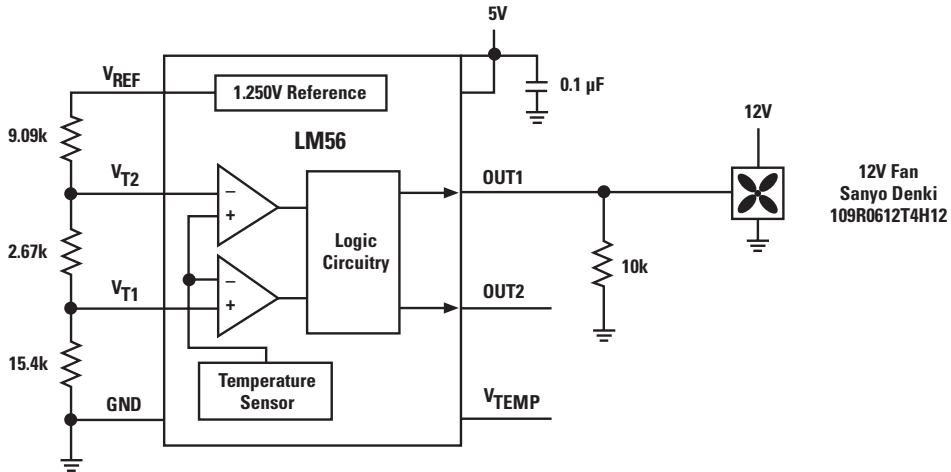 5V
VREF
1.250V Reference
0.1 µF
12V
9.09k
LM56
VT2
OUT1
12V Fan
Sanyo Denki
109R0612T4H12
–
+
2.67k
Logic
Circuitry
10k
VT1
–
+
OUT2
15.4k
Temperature
Sensor
GND
VTEMP